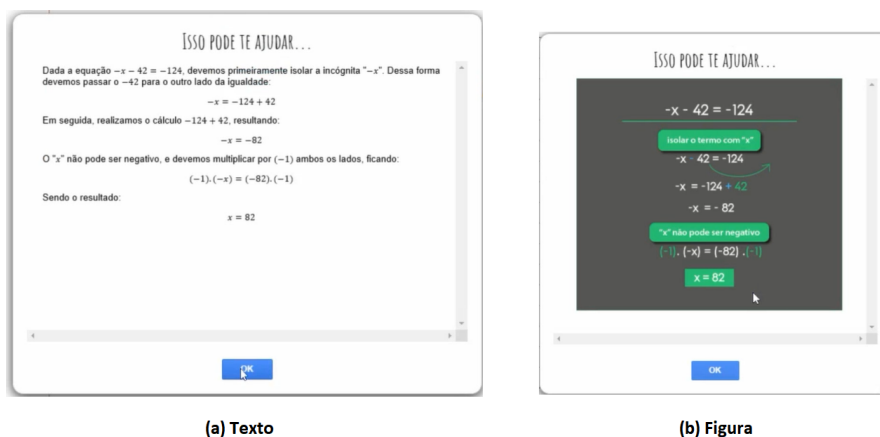 ISSO PODE TE AJUDAR...
Dada a equação −x − 42 = −124, devemos primeiramente isolar a incógnita "−x". Dessa forma
devemos passar o −42 para o outro lado da igualdade:
−x = −124 + 42
Em seguida, realizamos o cálculo −124 + 42, resultando:
−x = −82
O "x" não pode ser negativo, e devemos multiplicar por (−1) ambos os lados, ficando:
(−1).(−x) = (−82).(−1)
Sendo o resultado:
x = 82
OK
(a) Texto
ISSO PODE TE AJUDAR...
-x - 42 = -124
isolar o termo com "x"
-x - 42 = -124
-x = -124 + 42
-x = - 82
"x" não pode ser negativo
(-1). (-x) = (-82) .(-1)
x = 82
OK
(b) Figura